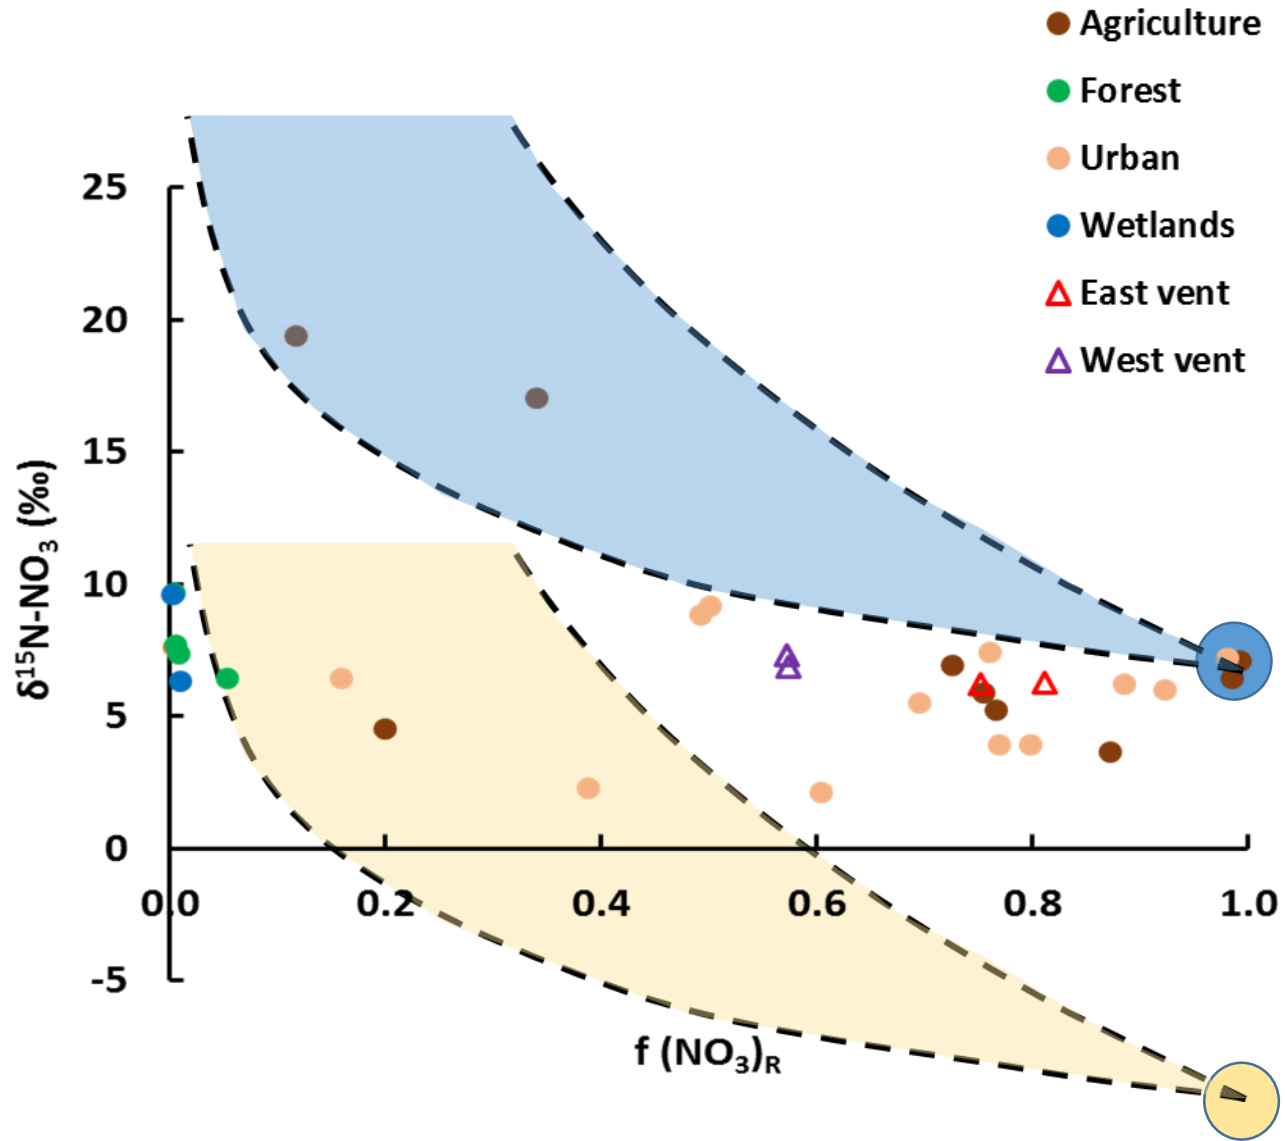 Agriculture
Forest
Urban
Wetlands
East vent
West vent
25
20
15
10
5
0
-5
δ¹⁵N-NO₃ (‰)
0.0 0.2 0.4 0.6 0.8 1.0
f (NO₃)R